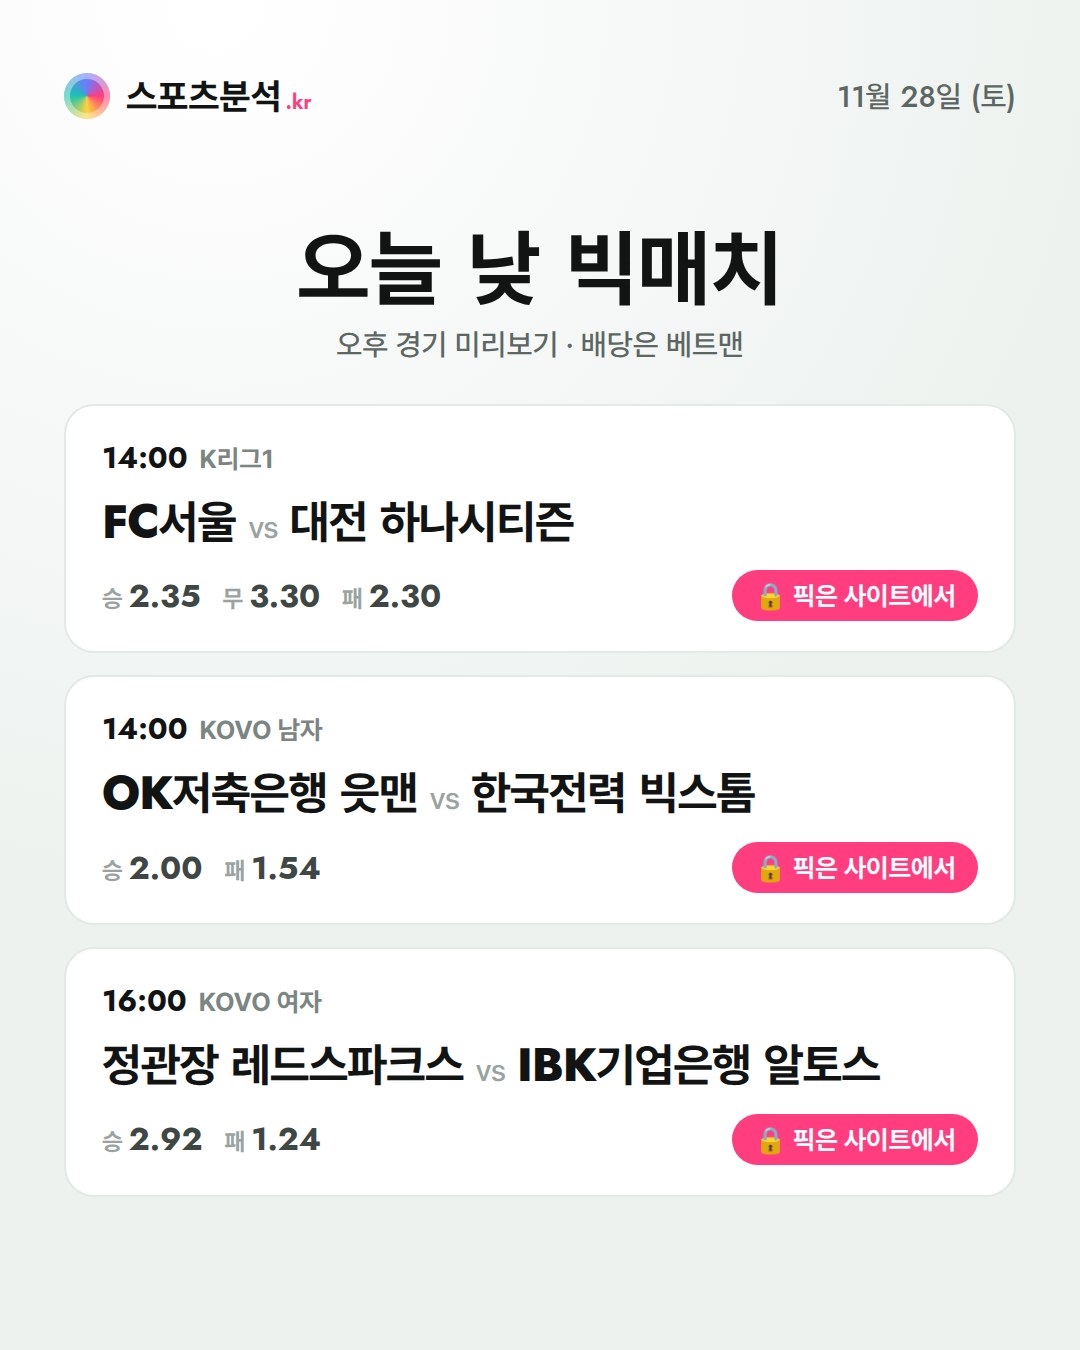 스포츠분석.kr
11월 28일 (토)
오늘 낮 빅매치
오후 경기 미리보기 · 배당은 베트맨
14:00 K리그1
FC서울 vs 대전 하나시티즌
승 2.35 무 3.30 패 2.30
🔒 픽은 사이트에서
14:00 KOVO 남자
OK저축은행 읏맨 vs 한국전력 빅스톰
승 2.00 패 1.54
🔒 픽은 사이트에서
16:00 KOVO 여자
정관장 레드스파크스 vs IBK기업은행 알토스
승 2.92 패 1.24
🔒 픽은 사이트에서